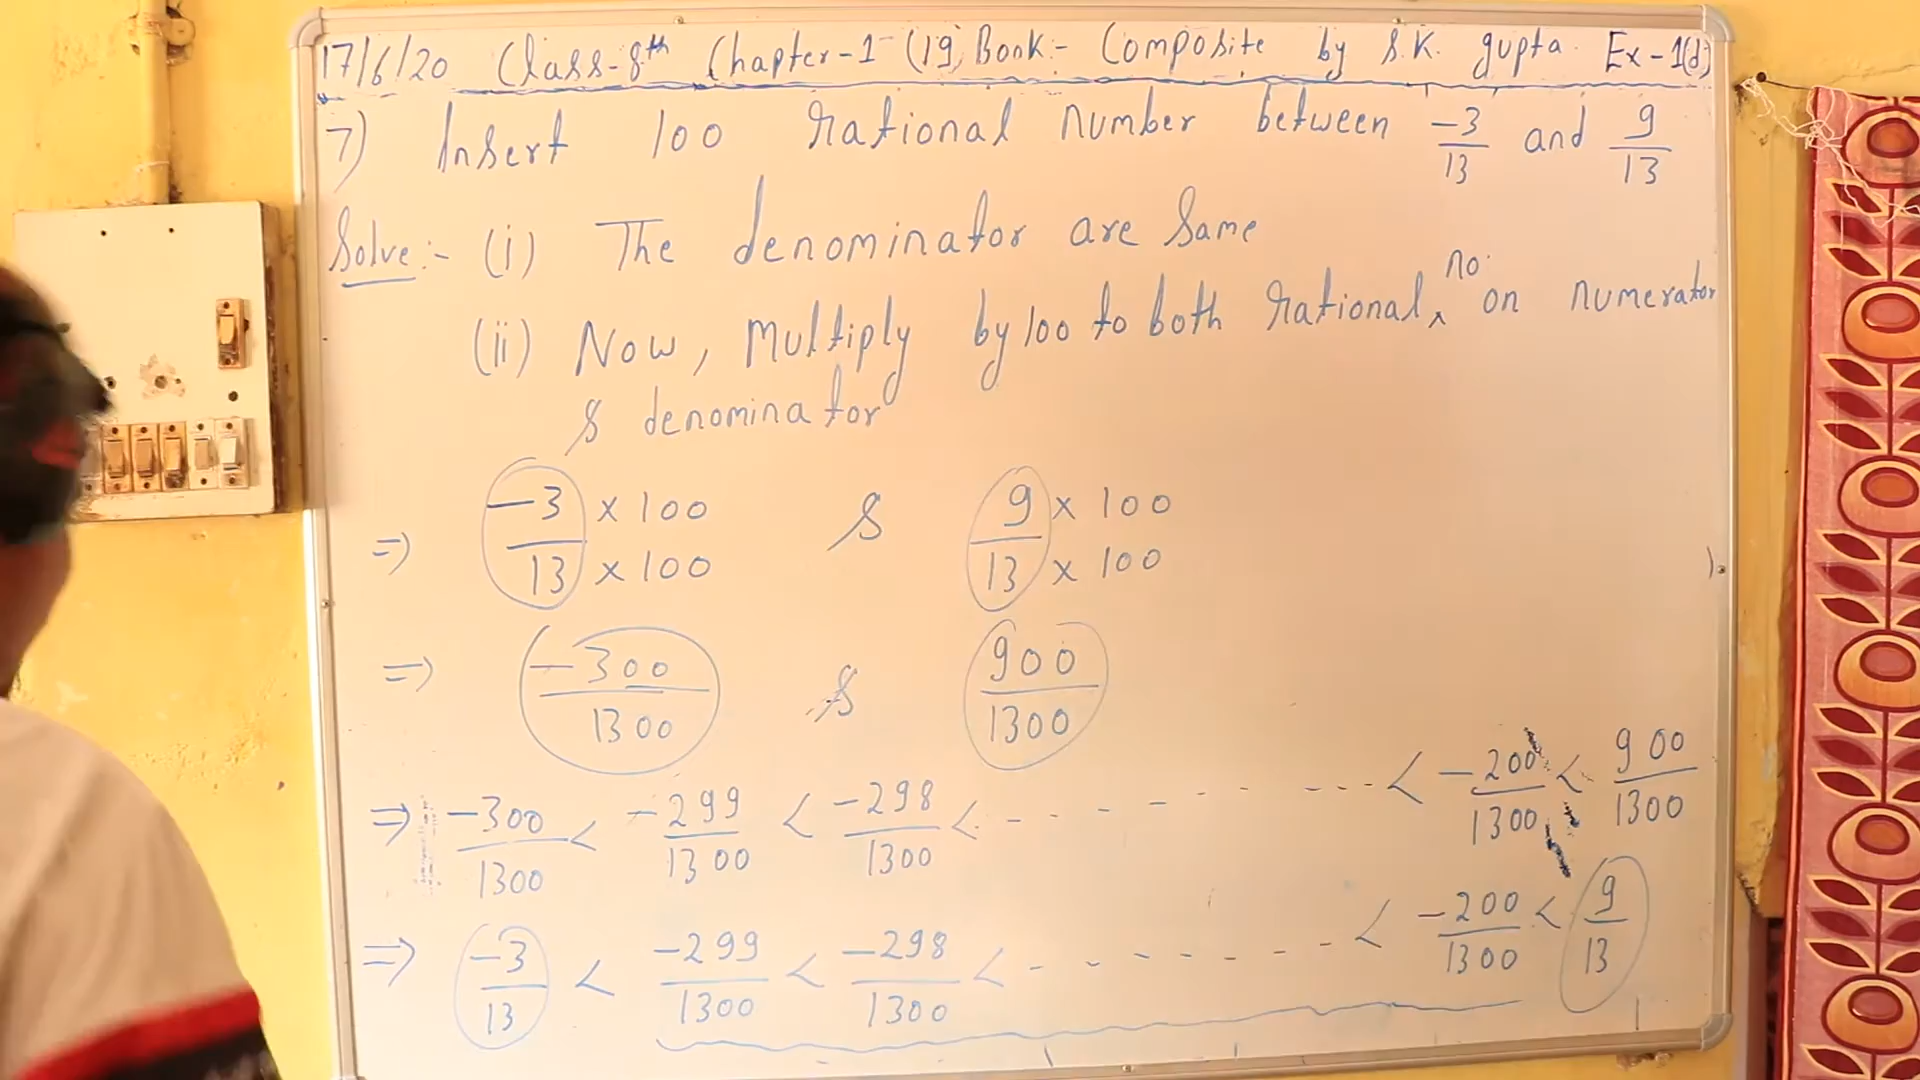 17/6/20 Class-8th Chapter-1 (19) Book:- Composite by S.K. gupta. Ex-1(d)
7) Insert 100 rational number between -3/13 and 9/13
Solve:- (i) The denominator are same
(ii) Now, Multiply by 100 to both rational ‸ no. on numerator
& denominator
=> -3 × 100 / 13 × 100 & 9 × 100 / 13 × 100
=> -300/1300 & 900/1300
=> -300/1300 < -299/1300 < -298/1300 < - - - - - - - - - < -200/1300 < 900/1300
=> -3/13 < -299/1300 < -298/1300 < - - - - - - - - - < -200/1300 < 9/13